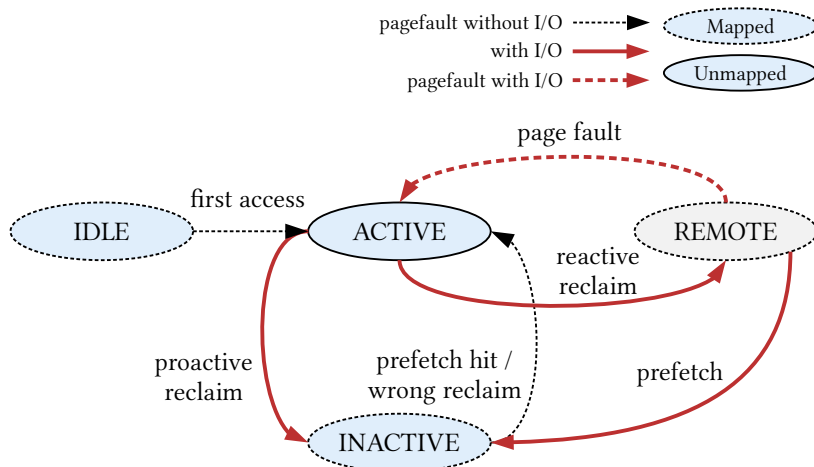 pagefault without I/O
Mapped
with I/O
Unmapped
pagefault with I/O
page fault
first access
IDLE
ACTIVE
REMOTE
reactive
reclaim
proactive
reclaim
prefetch hit /
wrong reclaim
prefetch
INACTIVE